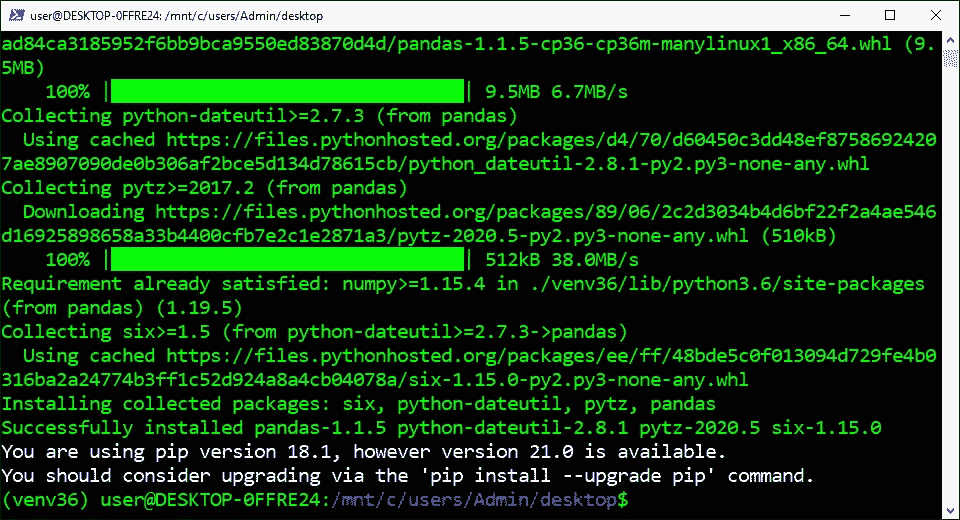 user@DESKTOP-0FFRE24: /mnt/c/users/Admin/desktop
ad84ca3185952f6bb9bca9550ed83870d4d/pandas-1.1.5-cp36-cp36m-manylinux1_x86_64.whl (9.
5MB)
100% |████████████████████████████████| 9.5MB 6.7MB/s
Collecting python-dateutil>=2.7.3 (from pandas)
Using cached https://files.pythonhosted.org/packages/d4/70/d60450c3dd48ef8758692420
7ae8907090de0b306af2bce5d134d78615cb/python_dateutil-2.8.1-py2.py3-none-any.whl
Collecting pytz>=2017.2 (from pandas)
Downloading https://files.pythonhosted.org/packages/89/06/2c2d3034b4d6bf22f2a4ae546
d16925898658a33b4400cfb7e2c1e2871a3/pytz-2020.5-py2.py3-none-any.whl (510kB)
100% |████████████████████████████████| 512kB 38.0MB/s
Requirement already satisfied: numpy>=1.15.4 in ./venv36/lib/python3.6/site-packages
(from pandas) (1.19.5)
Collecting six>=1.5 (from python-dateutil>=2.7.3->pandas)
Using cached https://files.pythonhosted.org/packages/ee/ff/48bde5c0f013094d729fe4b0
316ba2a24774b3ff1c52d924a8a4cb04078a/six-1.15.0-py2.py3-none-any.whl
Installing collected packages: six, python-dateutil, pytz, pandas
Successfully installed pandas-1.1.5 python-dateutil-2.8.1 pytz-2020.5 six-1.15.0
You are using pip version 18.1, however version 21.0 is available.
You should consider upgrading via the 'pip install --upgrade pip' command.
(venv36) user@DESKTOP-0FFRE24:/mnt/c/users/Admin/desktop$